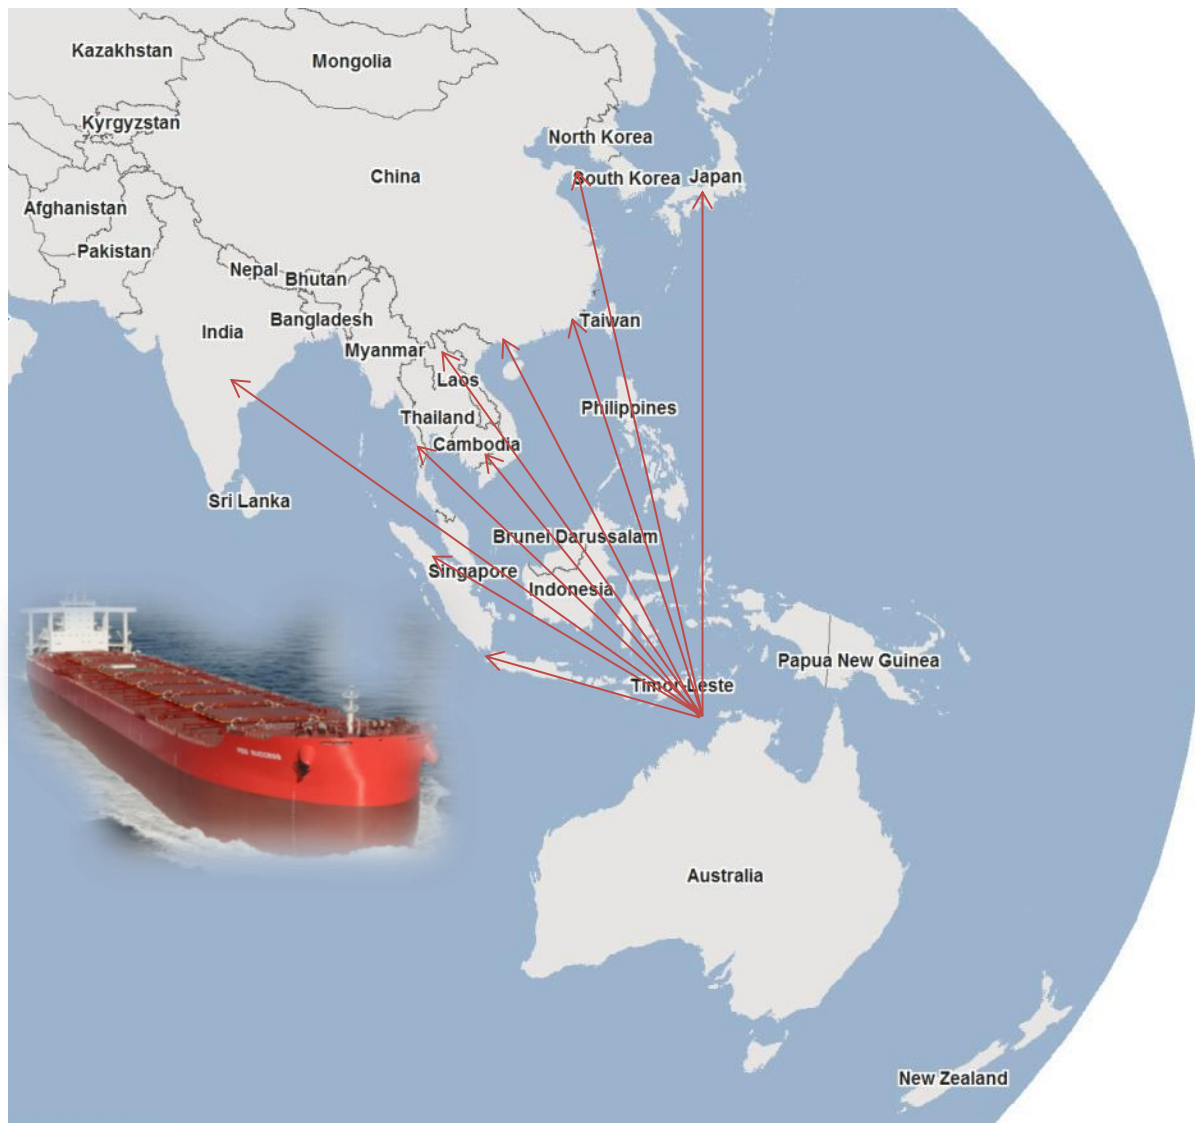 Kazakhstan
Mongolia
Kyrgyzstan
North Korea
China
South Korea
Japan
Afghanistan
Pakistan
Nepal
Bhutan
Bangladesh
Taiwan
India
Myanmar
Laos
Philippines
Thailand
Cambodia
Sri Lanka
Brunei Darussalam
Singapore
Indonesia
Papua New Guinea
Timor-Leste
Australia
New Zealand